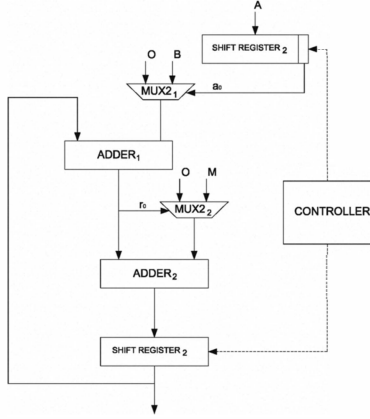 A
SHIFT REGISTER 2
O B
MUX2 1
a0
ADDER1
O M
r0
MUX2 2
CONTROLLER
ADDER2
SHIFT REGISTER 2